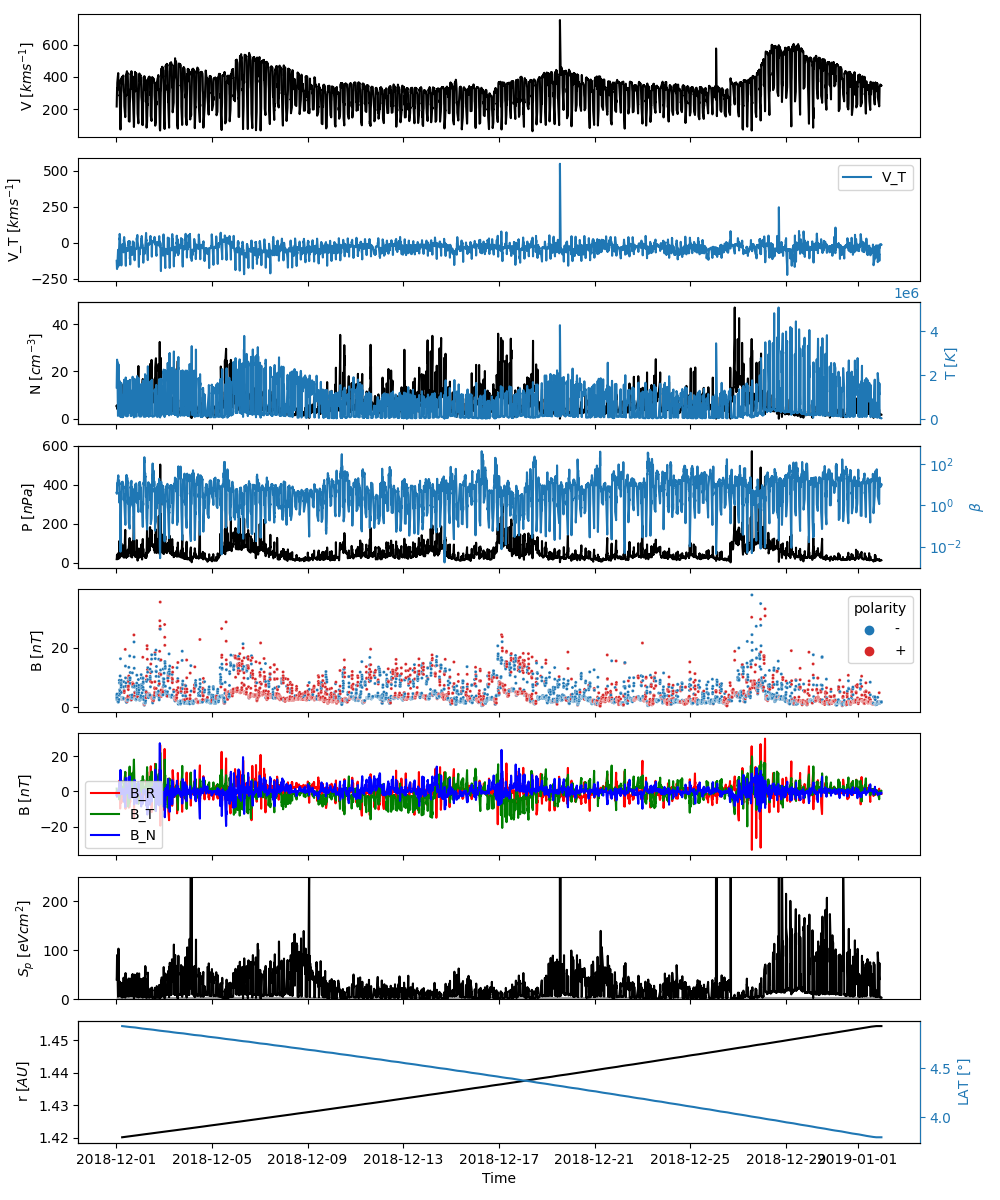 600
400
200
V [kms⁻¹]
500
250
0
−250
V_T [kms⁻¹]
V_T
1e6
40
20
0
N [cm⁻³]
4
2
0
T [K]
600
400
200
0
P [nPa]
10²
10⁰
10⁻²
β
20
0
B [nT]
polarity
-
+
20
0
−20
B [nT]
B_R
B_T
B_N
200
100
0
S_p [eVcm²]
1.45
1.44
1.43
1.42
r [AU]
4.5
4.0
LAT [°]
2018-12-01 2018-12-05 2018-12-09 2018-12-13 2018-12-17 2018-12-21 2018-12-25 2018-12-29 2019-01-01
Time